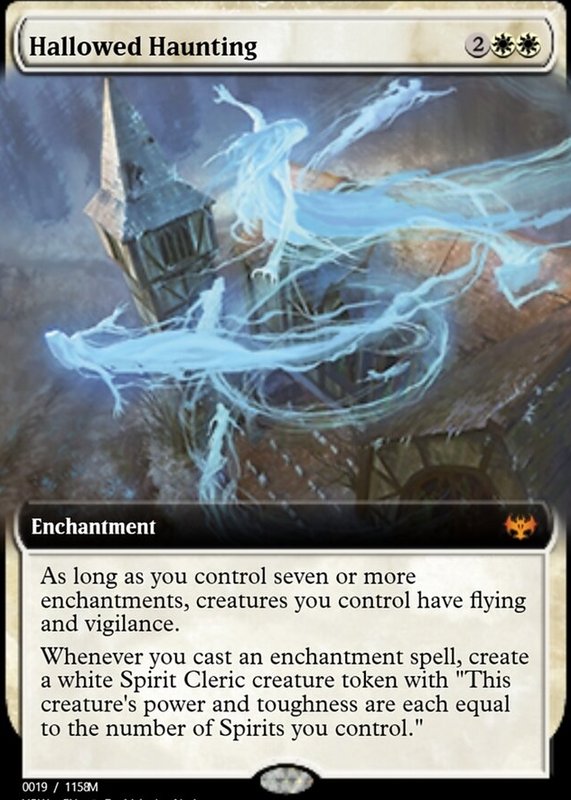 Hallowed Haunting 2
Enchantment
As long as you control seven or more
enchantments, creatures you control have flying
and vigilance.
Whenever you cast an enchantment spell, create
a white Spirit Cleric creature token with "This
creature's power and toughness are each equal
to the number of Spirits you control."
0019 / 1158M